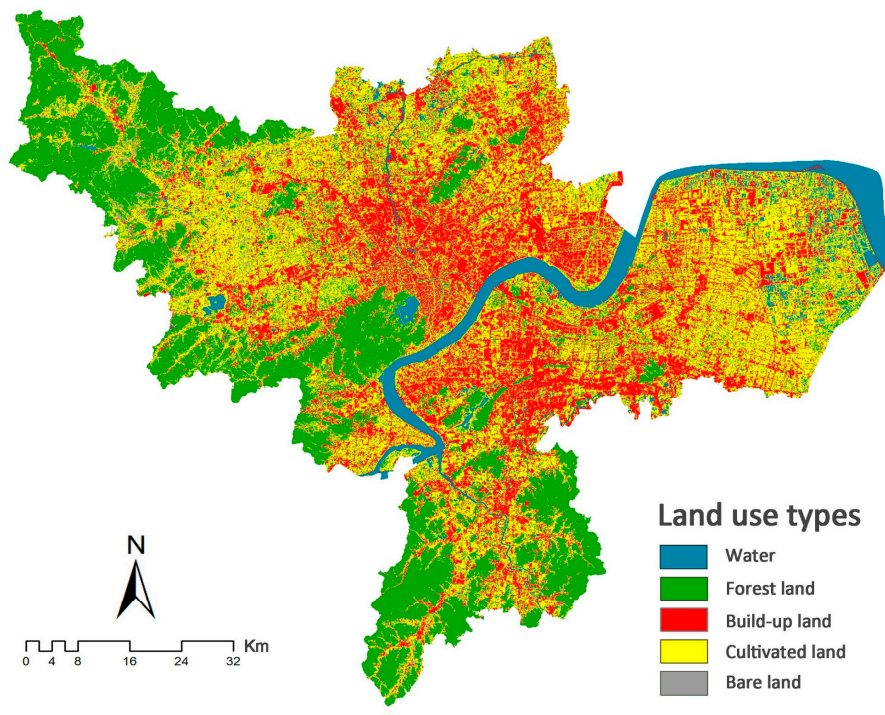 Land use types
Water
Forest land
Build-up land
Cultivated land
Bare land
N
Km
0 2 4 8 16 24 32